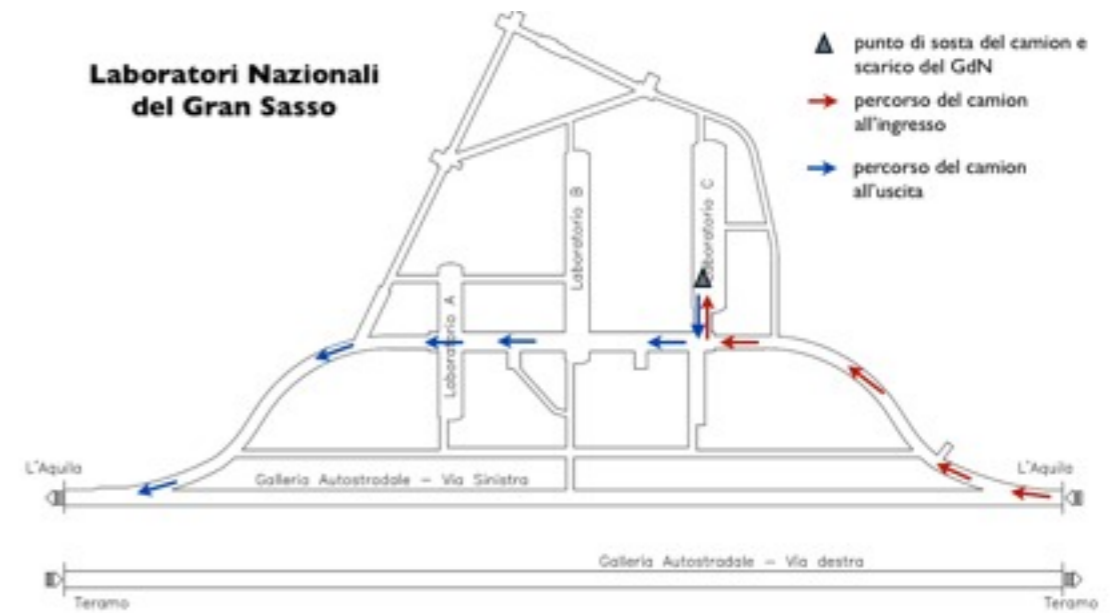 Laboratori Nazionali
del Gran Sasso
punto di sosta del camion e
scarico del GdN
percorso del camion
all'ingresso
percorso del camion
all'uscita
Laboratorio A
Laboratorio B
Laboratorio C
L'Aquila
L'Aquila
Galleria Autostradale – Via Sinistra
Galleria Autostradale – Via destra
Teramo
Teramo